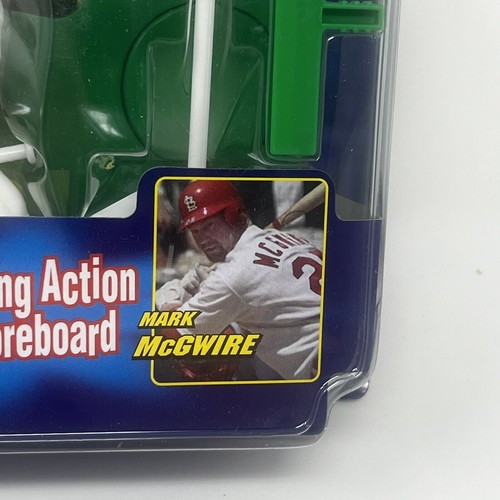 ng Action
oreboard
MARK
McGWIRE